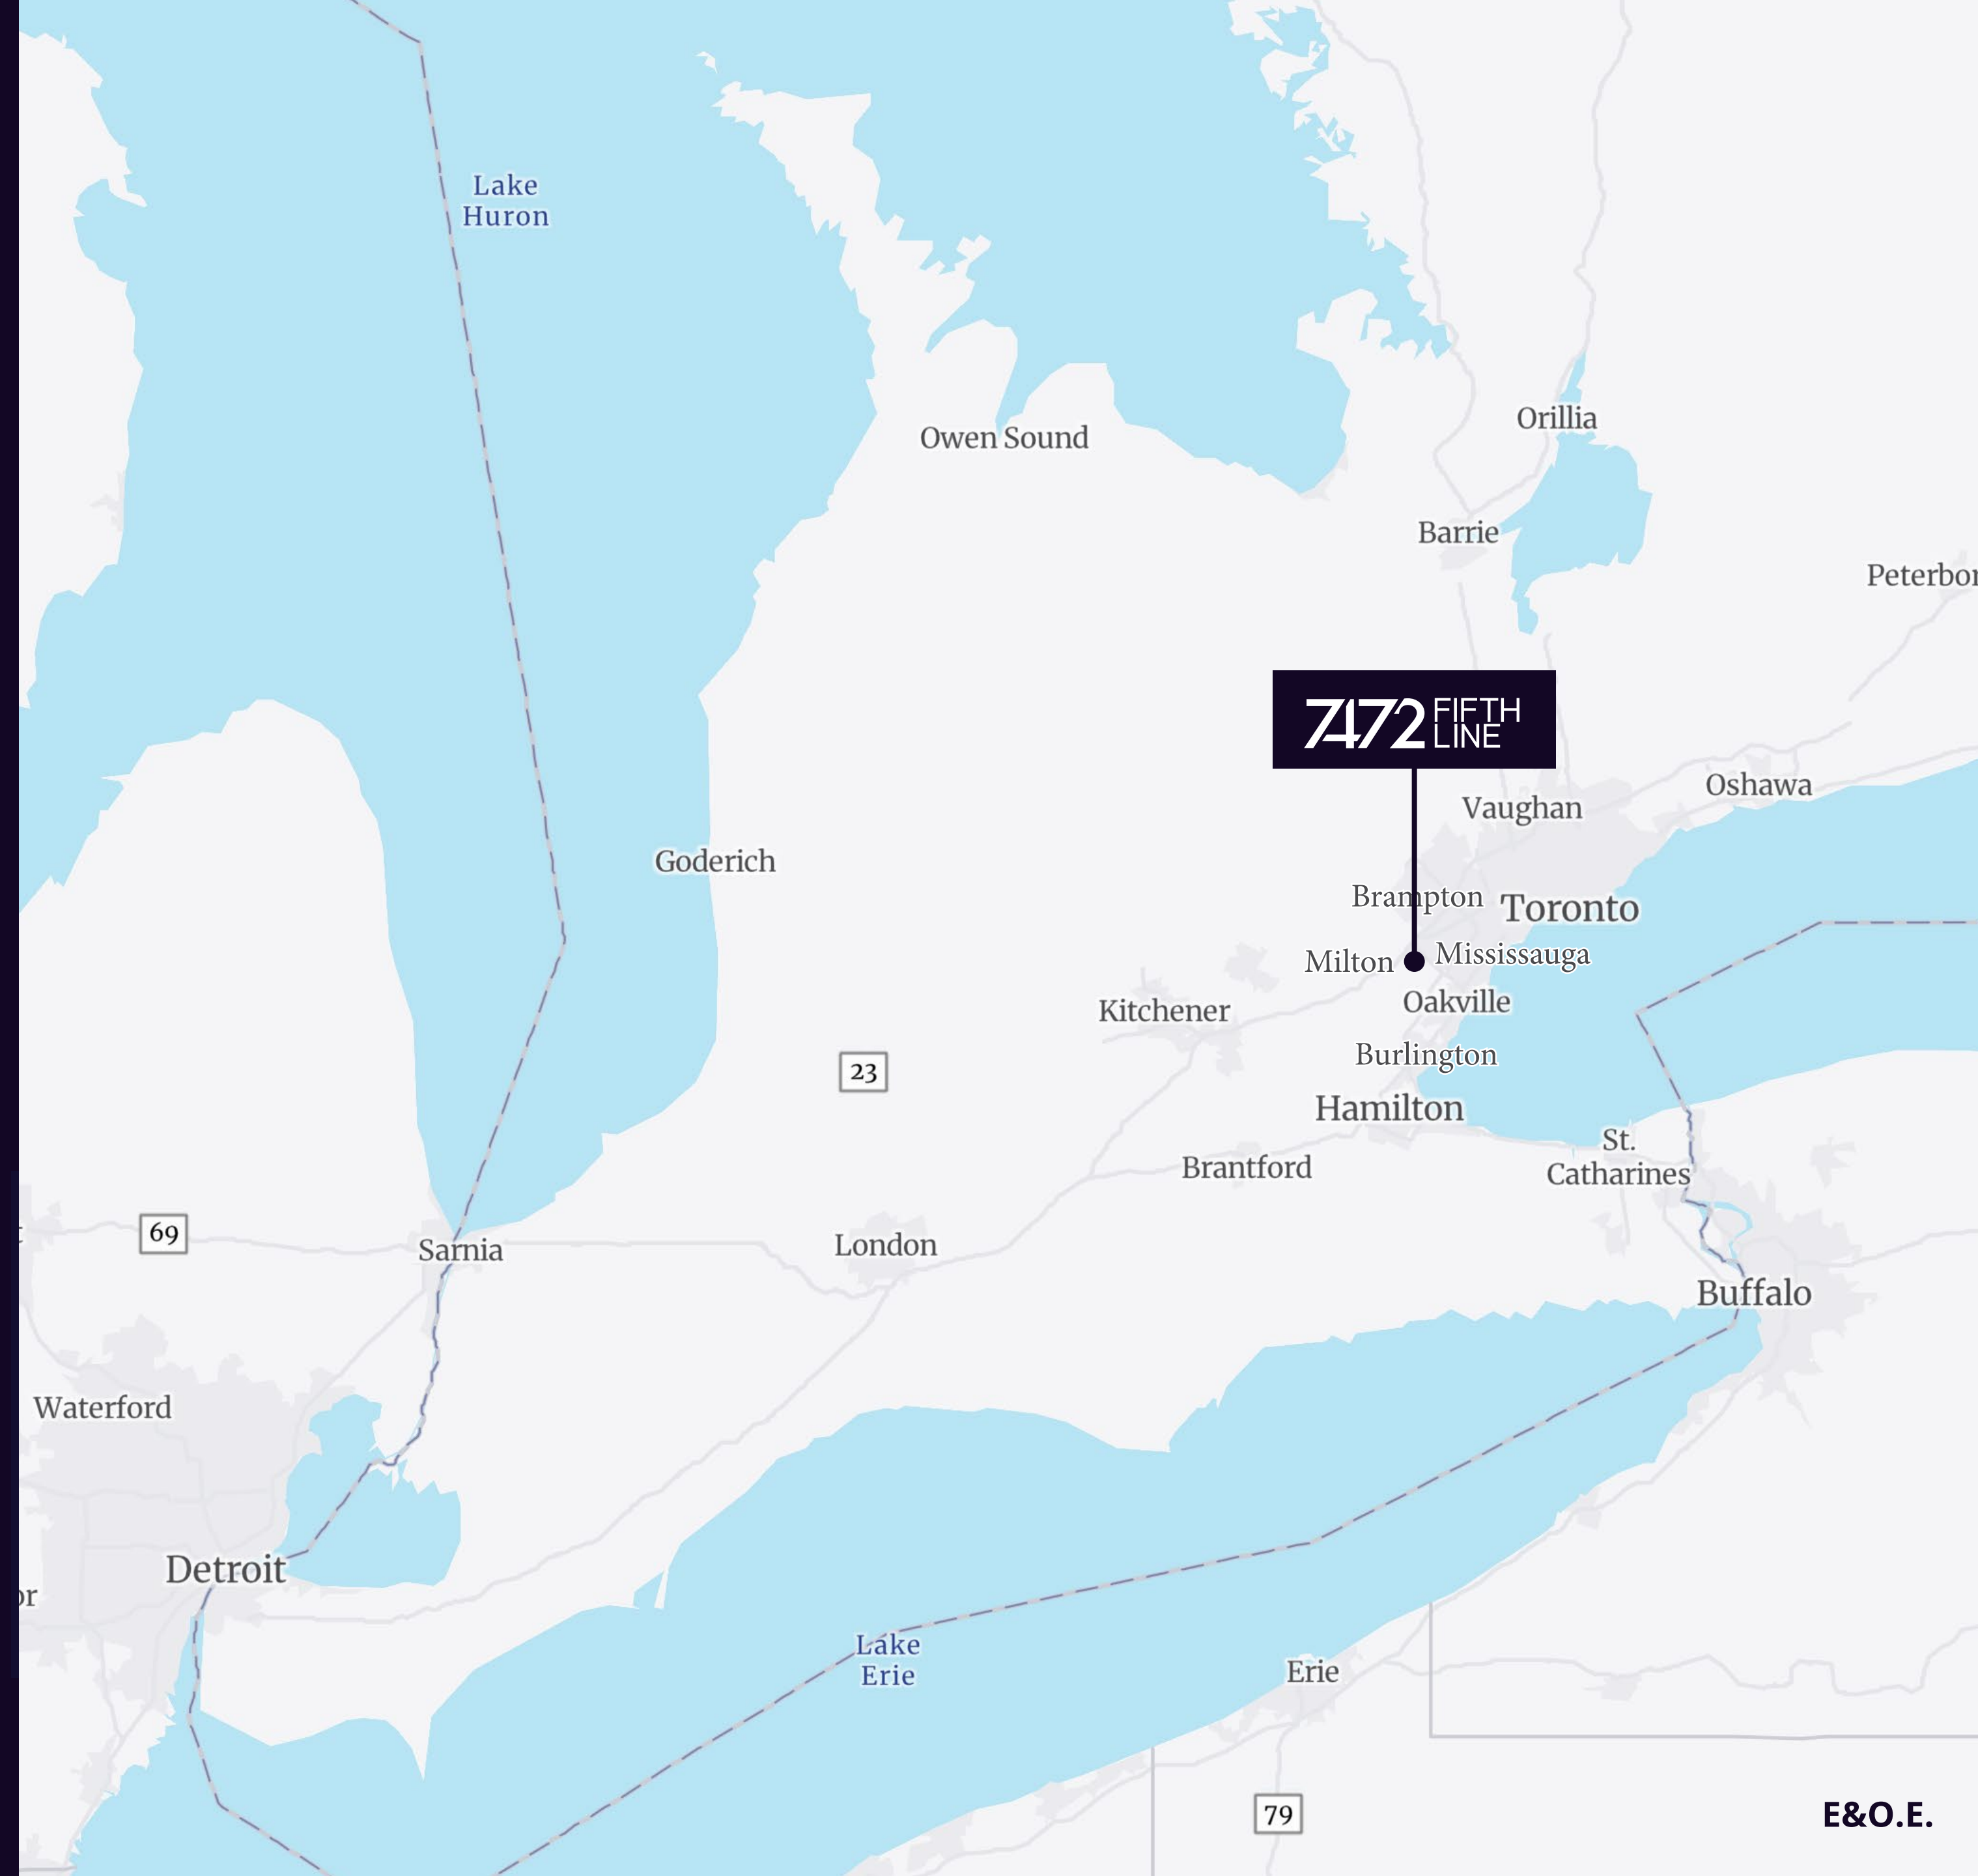 Lake
Huron
Orillia
Owen Sound
Barrie
Peterbor
7472 FIFTH
LINE
Oshawa
Vaughan
Goderich
Brampton
Toronto
Milton
Mississauga
Oakville
Kitchener
Burlington
23
Hamilton
St.
Catharines
Brantford
69
London
Sarnia
Buffalo
Waterford
Detroit
or
Lake
Erie
Erie
79
E&O.E.